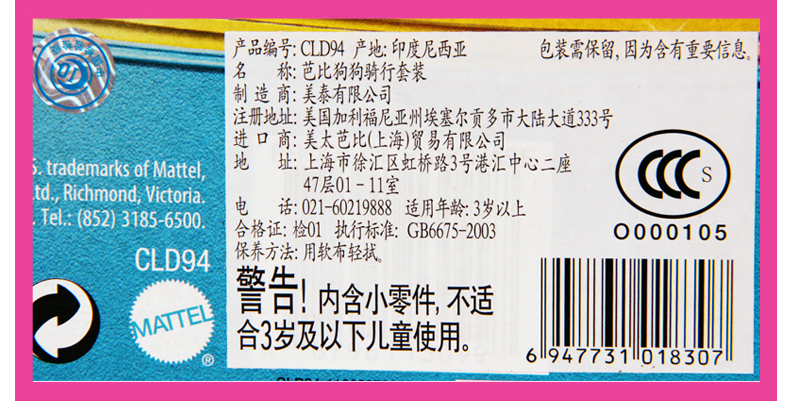 产品编号: CLD94 产地: 印度尼西亚 包装需保留, 因为含有重要信息。
名 称: 芭比狗狗骑行套装
制 造 商: 美泰有限公司
注册地址: 美国加利福尼亚州埃塞尔贡多市大陆大道333号
进 口 商: 美太芭比(上海)贸易有限公司
地 址: 上海市徐汇区虹桥路3号港汇中心二座
47层01-11室
电 话: 021-60219888 适用年龄: 3岁以上
合格证: 检01 执行标准: GB6675-2003
保养方法: 用软布轻拭。
警告! 内含小零件, 不适
合3岁及以下儿童使用。
CCC S
O000105
6 947731 018307
S. trademarks of Mattel,
td., Richmond, Victoria.
. Tel.: (852) 3185-6500.
CLD94
MATTEL
®